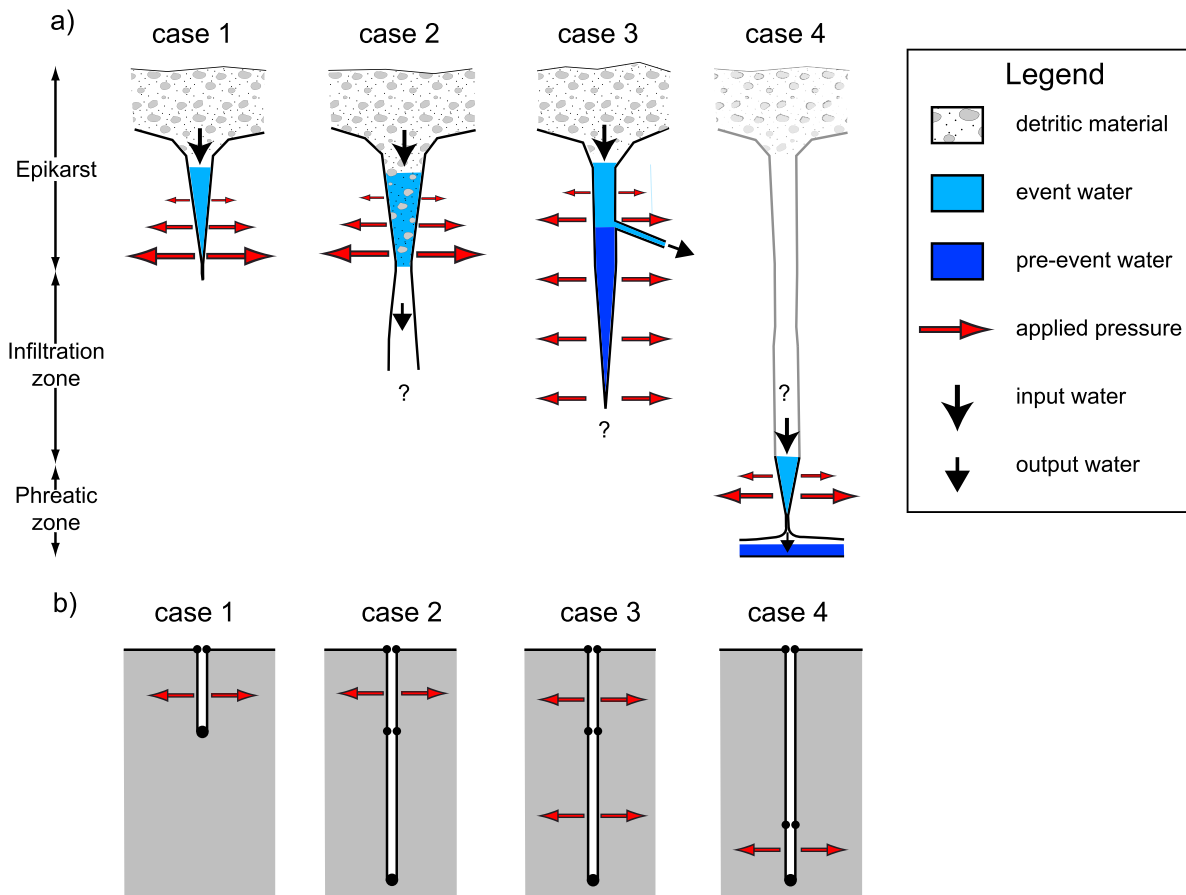 a)
case 1
case 2
case 3
case 4
Epikarst
Infiltration
zone
Phreatic
zone
?
?
?
Legend
detritic material
event water
pre-event water
applied pressure
input water
output water
b)
case 1
case 2
case 3
case 4